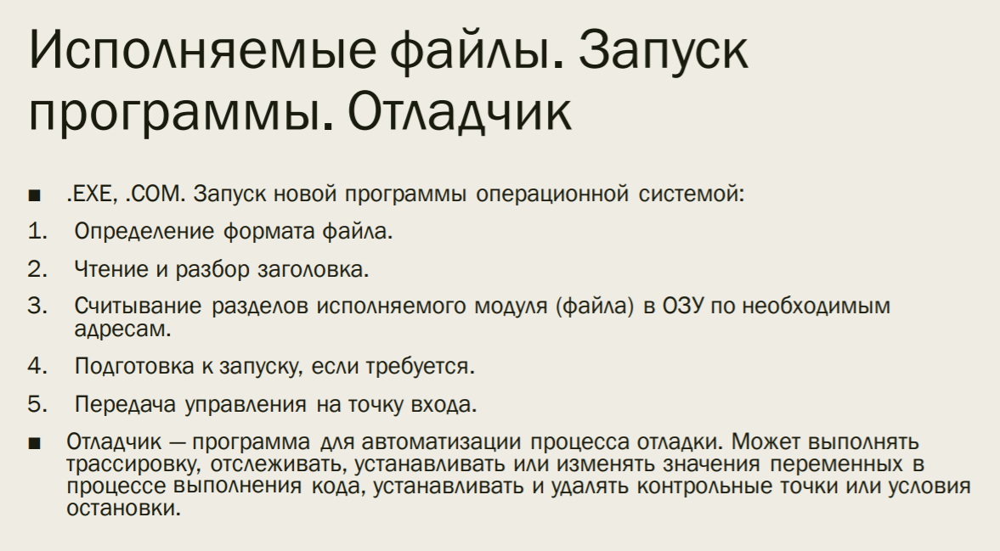 Исполняемые файлы. Запуск
программы. Отладчик
▪ .EXE, .COM. Запуск новой программы операционной системой:
1. Определение формата файла.
2. Чтение и разбор заголовка.
3. Считывание разделов исполняемого модуля (файла) в ОЗУ по необходимым
адресам.
4. Подготовка к запуску, если требуется.
5. Передача управления на точку входа.
▪ Отладчик — программа для автоматизации процесса отладки. Может выполнять
трассировку, отслеживать, устанавливать или изменять значения переменных в
процессе выполнения кода, устанавливать и удалять контрольные точки или условия
остановки.